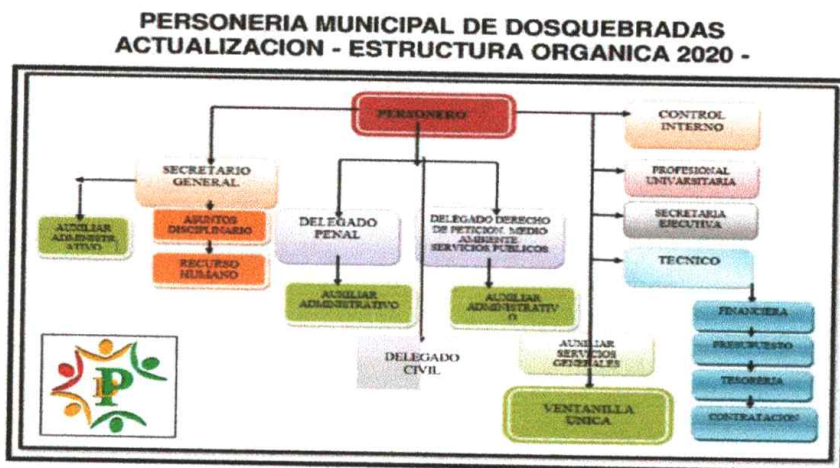 PERSONERIA MUNICIPAL DE DOSQUEBRADAS
ACTUALIZACION - ESTRUCTURA ORGANICA 2020 -
PERSONERO
CONTROL
INTERNO
SECRETARIO
GENERAL
PROFESIONAL
UNIVARSITARIA
AUXILIAR
ADMINISTR
ATIVO
ASUNTOS
DISCIPLINARIO
DELEGADO
PENAL
DELEGADO DERECHO
DE PETICION, MEDIO
AMBIENTE
SERVICIOS PUBLICOS
SECRETARIA
EJECUTIVA
RECURSO
HUMANO
TECNICO
AUXILIAR
ADMINISTRATIVO
AUXILIAR
ADMINISTRATIV
O
FINANCIERA
DELEGADO
CIVIL
AUXILIAR
SERVICIOS
GENERALES
PRESUPUESTO
TESORERIA
VENTANILLA
UNICA
CONTRATACION
P
P